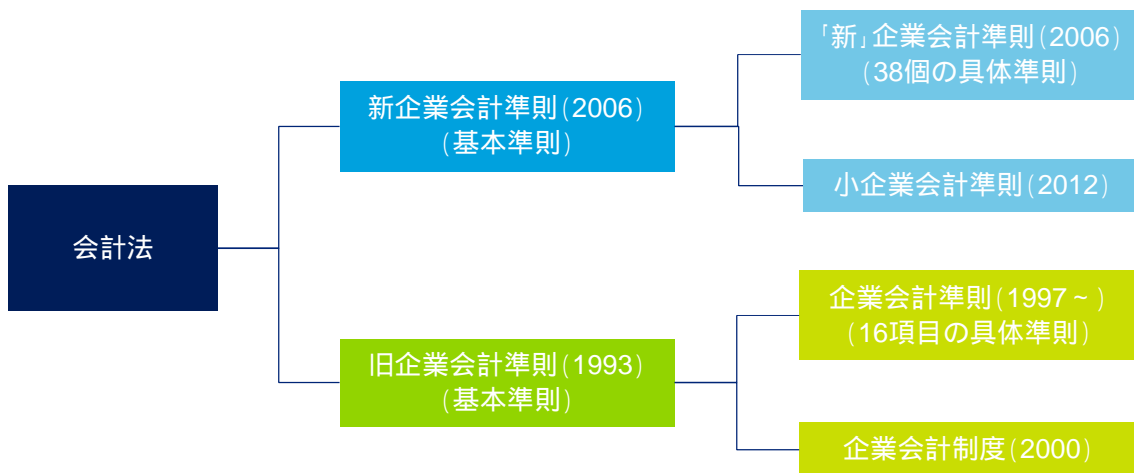 会計法
新企業会計準則(2006)
(基本準則)
「新」企業会計準則(2006)
(38個の具体準則)
小企業会計準則(2012)
旧企業会計準則(1993)
(基本準則)
企業会計準則(1997~)
(16項目の具体準則)
企業会計制度(2000)